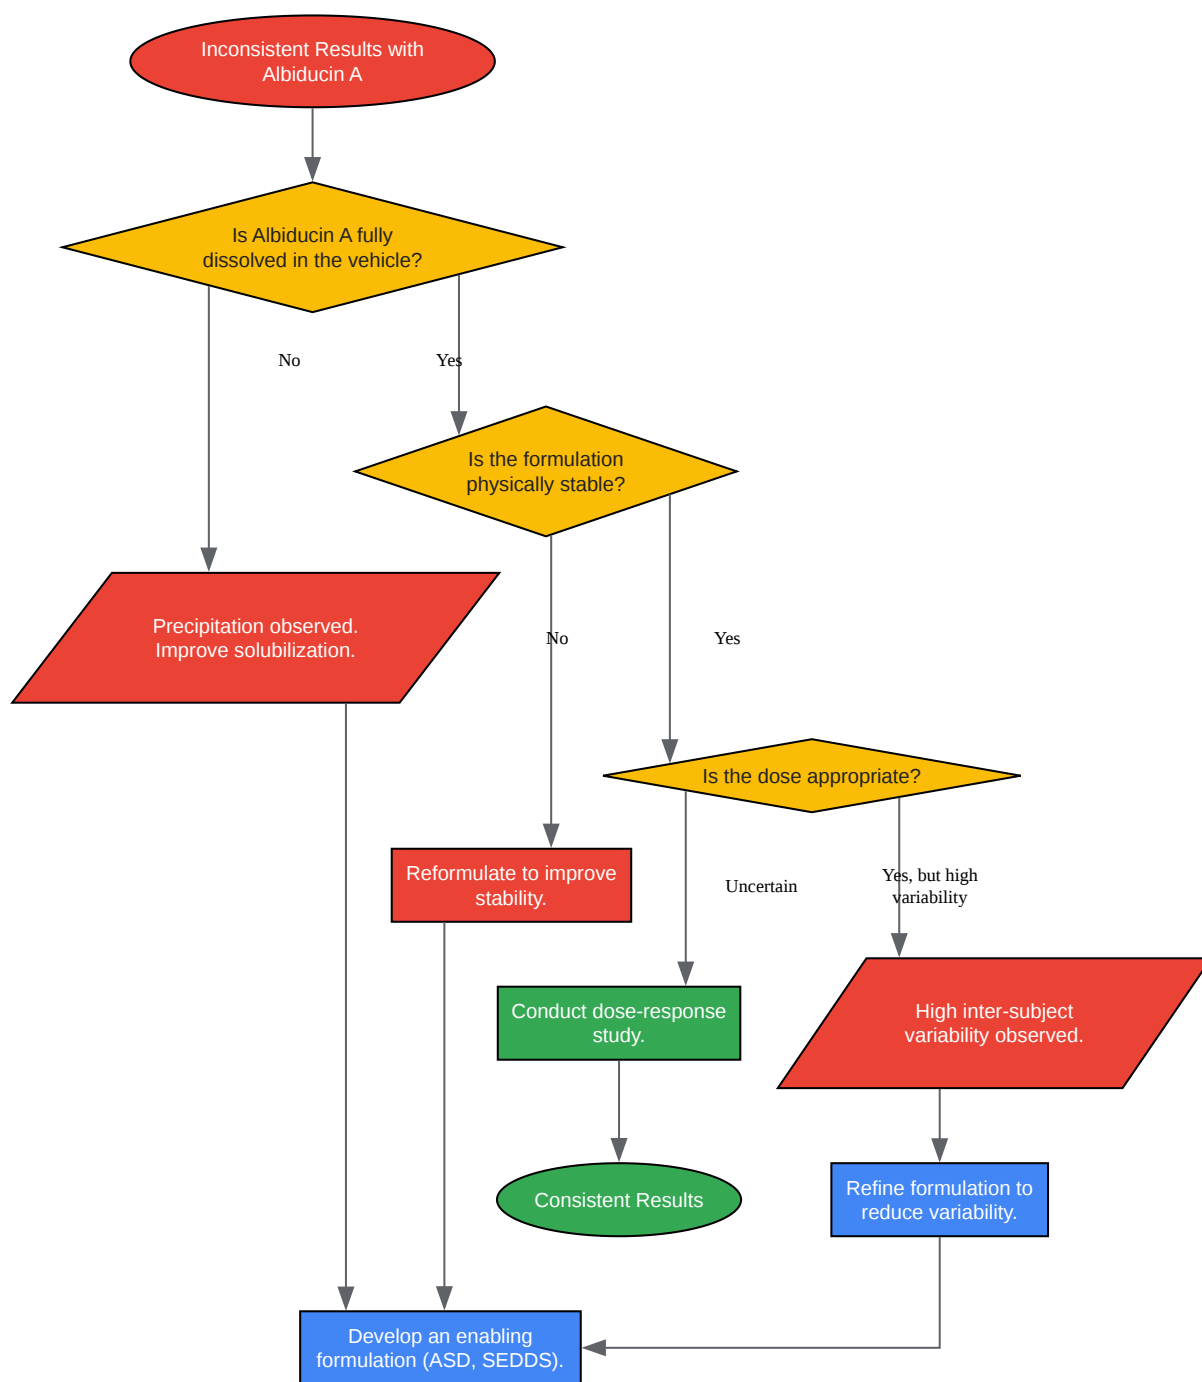 Inconsistent Results with
Albiducin A
Is Albiducin A fully
dissolved in the vehicle?
No
Yes
Is the formulation
physically stable?
Precipitation observed.
Improve solubilization.
No
Yes
Is the dose appropriate?
Reformulate to improve
stability.
Uncertain
Yes, but high
variability
Conduct dose-response
study.
High inter-subject
variability observed.
Consistent Results
Refine formulation to
reduce variability.
Develop an enabling
formulation (ASD, SEDDS).